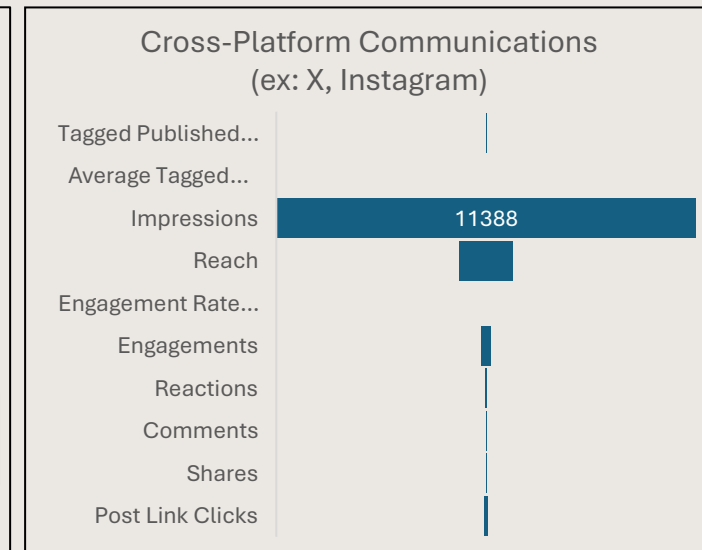 Cross-Platform Communications
(ex: X, Instagram)
Tagged Published...
Average Tagged...
Impressions
11388
Reach
Engagement Rate...
Engagements
Reactions
Comments
Shares
Post Link Clicks